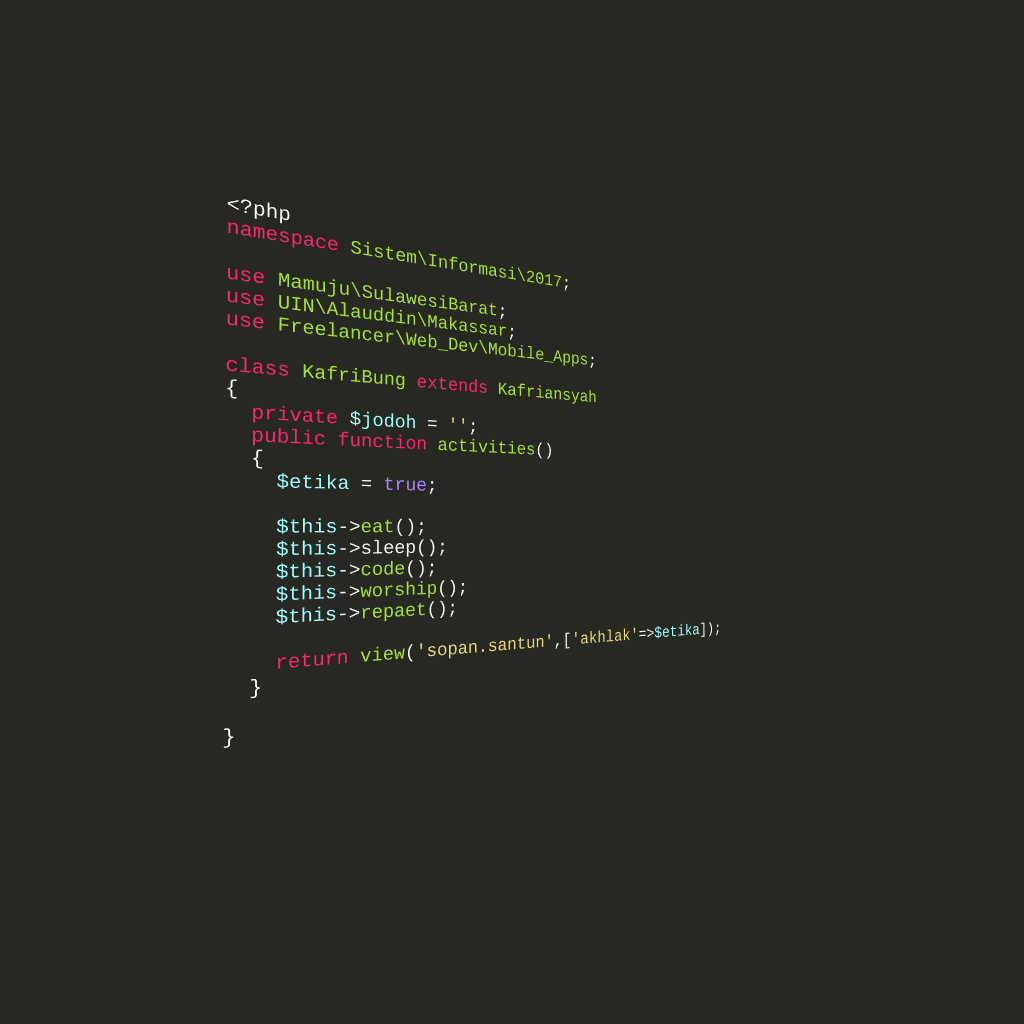 <?php
namespace Sistem\Informasi\2017;
use Mamuju\SulawesiBarat;
use UIN\Alauddin\Makassar;
use Freelancer\Web_Dev\Mobile_Apps;
class KafriBung extends Kafriansyah
{
private $jodoh = '';
public function activities()
{
$etika = true;
$this->eat();
$this->sleep();
$this->code();
$this->worship();
$this->repaet();
return view('sopan.santun',['akhlak'=>$etika]);
}
}